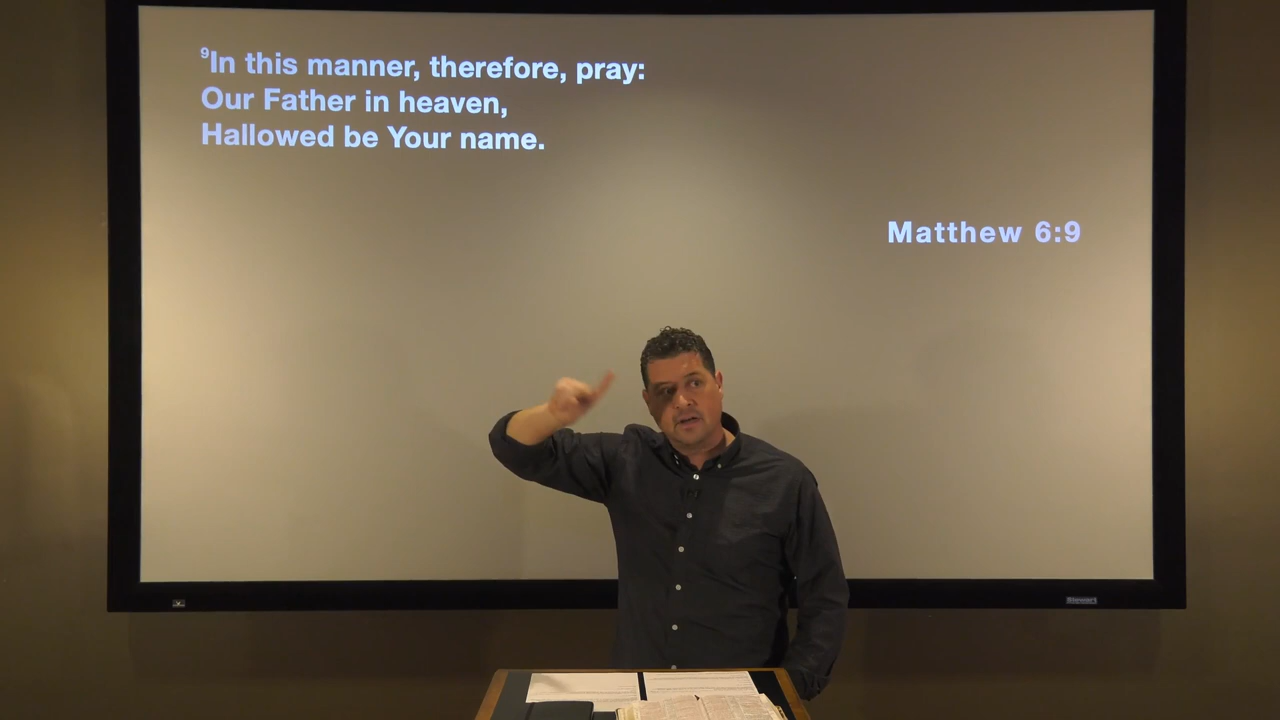 ⁹In this manner, therefore, pray:
Our Father in heaven,
Hallowed be Your name.
Matthew 6:9